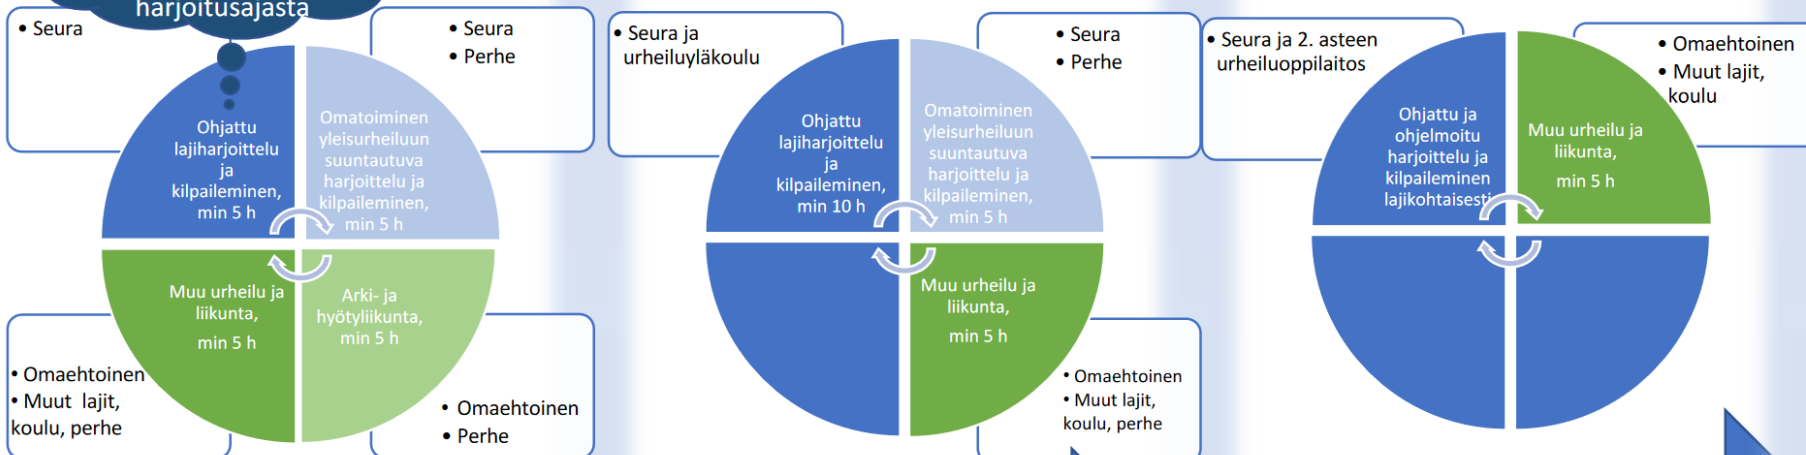 harjoitusajasta
• Seura
• Seura
• Perhe
Ohjattu
lajiharjoittelu
ja
kilpaileminen,
min 5 h
Omatoiminen
yleisurheiluun
suuntautuva
harjoittelu ja
kilpaileminen,
min 5 h
Muu urheilu ja
liikunta,
min 5 h
Arki- ja
hyötyliikunta,
min 5 h
• Omaehtoinen
• Muut lajit,
koulu, perhe
• Omaehtoinen
• Perhe
• Seura ja
urheiluyläkoulu
• Seura
• Perhe
Ohjattu
lajiharjoittelu
ja
kilpaileminen,
min 10 h
Omatoiminen
yleisurheiluun
suuntautuva
harjoittelu ja
kilpaileminen,
min 5 h
Muu urheilu ja
liikunta,
min 5 h
• Omaehtoinen
• Muut lajit,
koulu, perhe
• Seura ja 2. asteen
urheiluoppilaitos
• Omaehtoinen
• Muut lajit,
koulu
Ohjattu ja
ohjelmoitu
harjoittelu ja
kilpaileminen
lajikohtaisesti
Muu urheilu ja
liikunta,
min 5 h